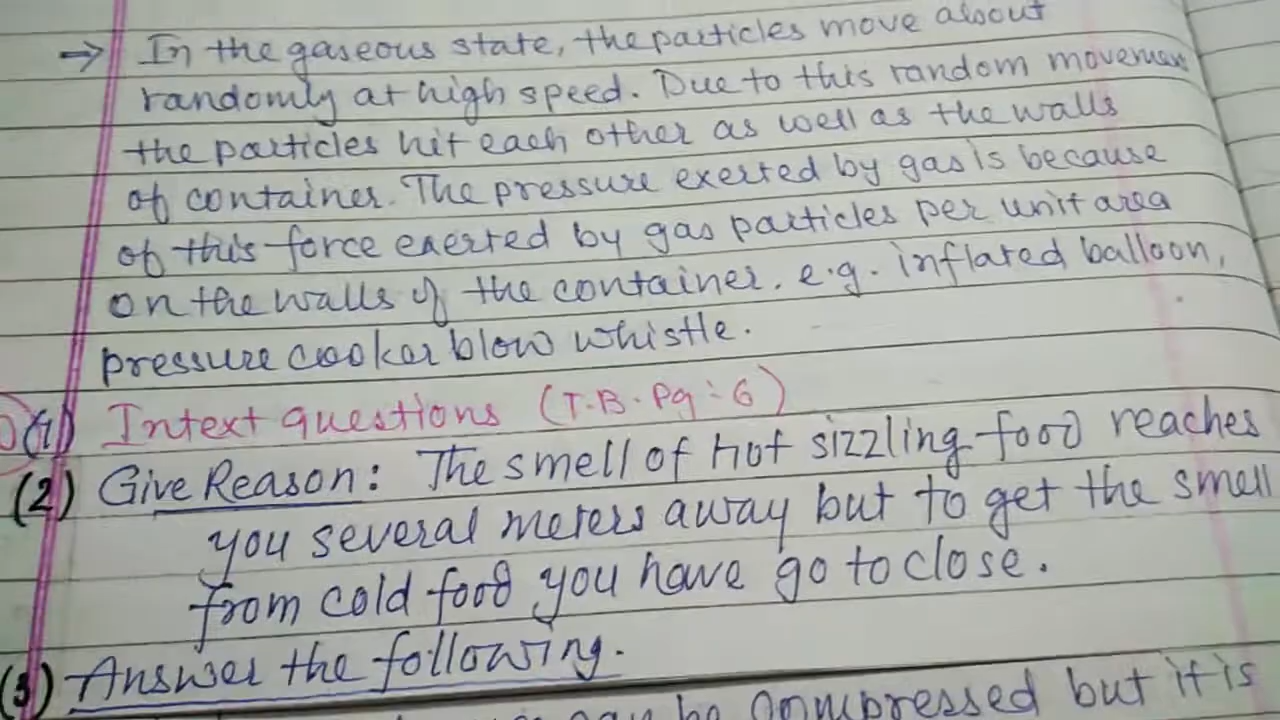 → In the gaseous state, the particles move about
randomly at high speed. Due to this random movemen
the particles hit each other as well as the walls
of container. The pressure exerted by gas is because
of this force exerted by gas particles per unit area
on the walls of the container. e.g. inflated balloon,
pressure cooker blow whistle.
(1) Intext questions (T.B. Pg: 6)
(2) Give Reason: The smell of hot sizzling food reaches
you several meters away but to get the smell
from cold food you have go to close.
(3) Answer the following.
can be compressed but it is